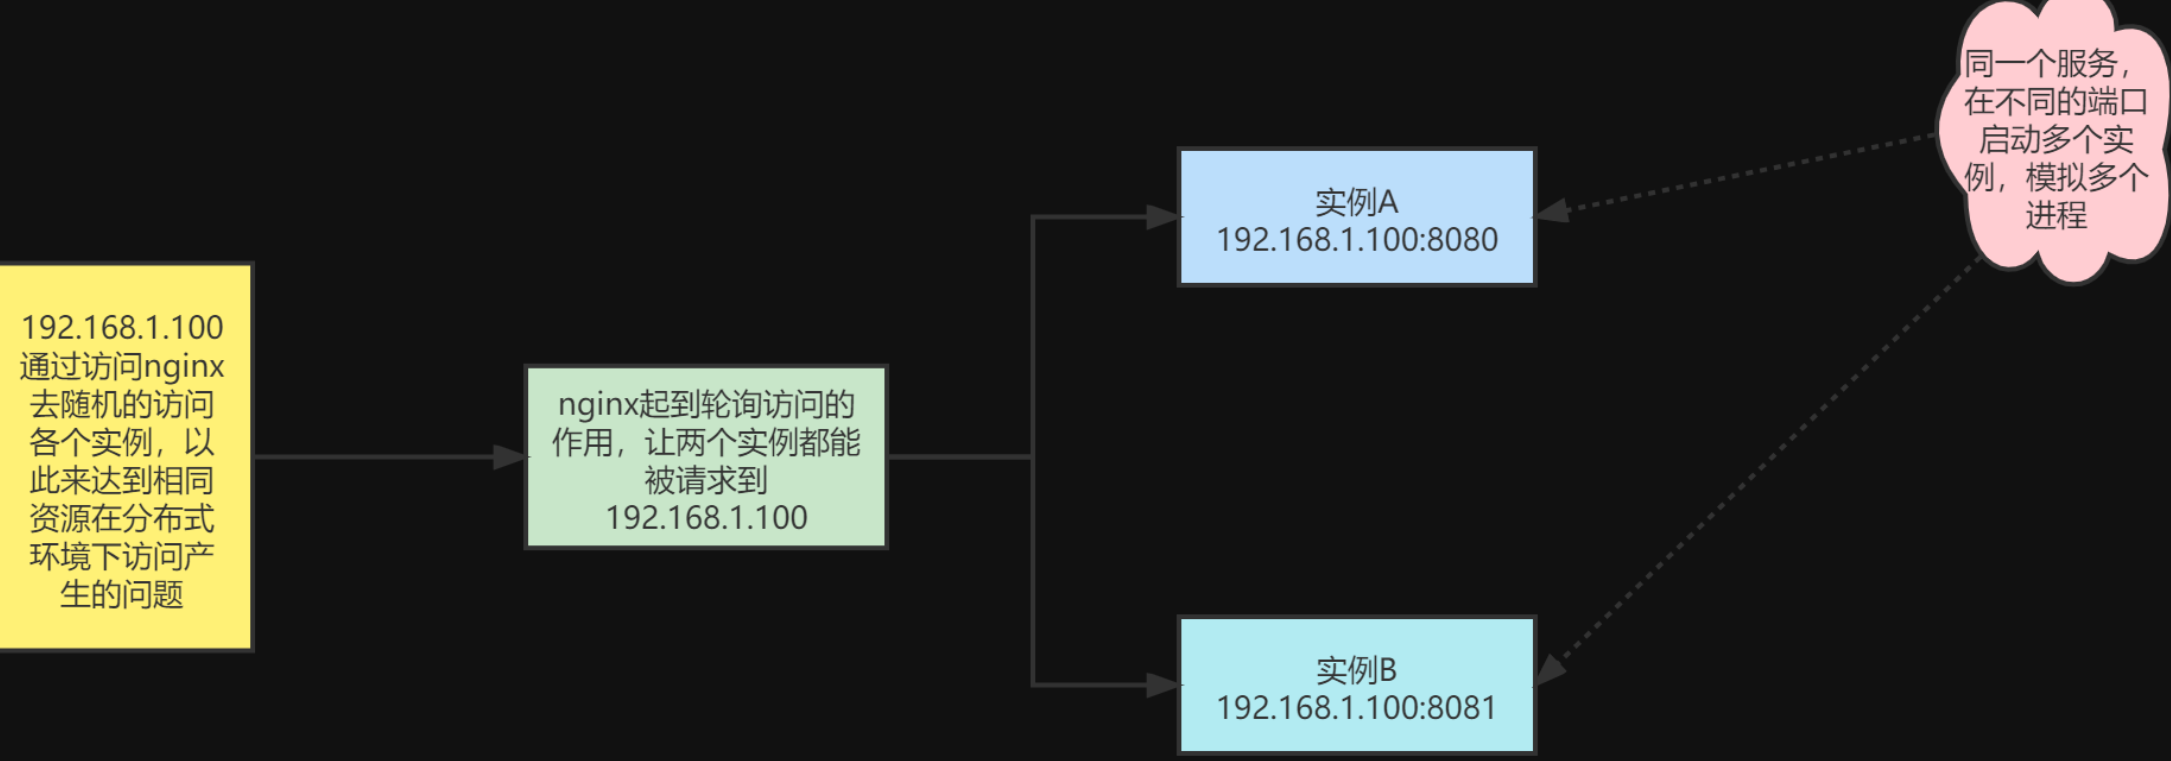 192.168.1.100
通过访问nginx
去随机的访问
各个实例，以
此来达到相同
资源在分布式
环境下访问产
生的问题
nginx起到轮询访问的
作用，让两个实例都能
被请求到
192.168.1.100
实例A
192.168.1.100:8080
实例B
192.168.1.100:8081
同一个服务，
在不同的端口
启动多个实
例，模拟多个
进程